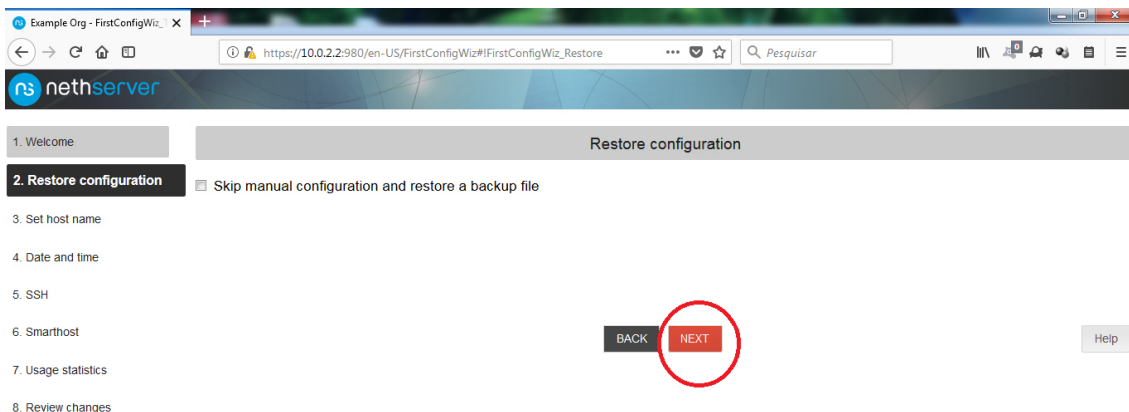 Example Org - FirstConfigWiz_
https://10.0.2.2:980/en-US/FirstConfigWiz#!FirstConfigWiz_Restore
Pesquisar
0
ns nethserver
1. Welcome
Restore configuration
2. Restore configuration
Skip manual configuration and restore a backup file
3. Set host name
4. Date and time
5. SSH
6. Smarthost
BACK NEXT
Help
7. Usage statistics
8. Review changes